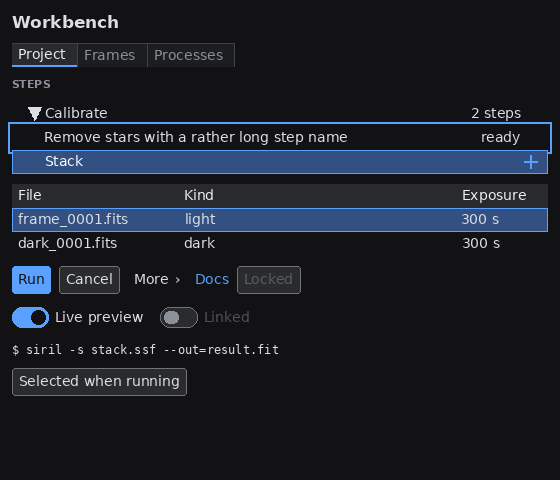 Workbench
Project Frames Processes
STEPS
Calibrate 2 steps
Remove stars with a rather long step name ready
Stack +
File Kind Exposure
frame_0001.fits light 300 s
dark_0001.fits dark 300 s
Run Cancel More › Docs Locked
Live preview Linked
$ siril -s stack.ssf --out=result.fit
Selected when running